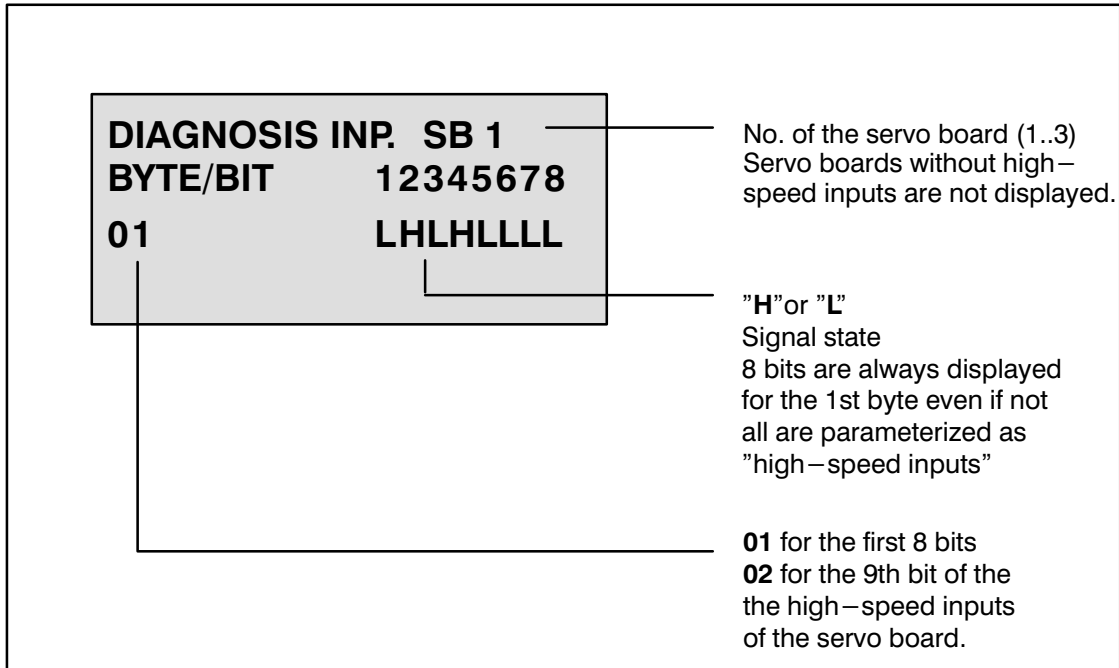 DIAGNOSIS INP. SB 1
BYTE/BIT 12345678
01 LHLHLLLL
No. of the servo board (1..3)
Servo boards without high–
speed inputs are not displayed.
”H”or ”L”
Signal state
8 bits are always displayed
for the 1st byte even if not
all are parameterized as
”high–speed inputs”
01 for the first 8 bits
02 for the 9th bit of the
the high–speed inputs
of the servo board.